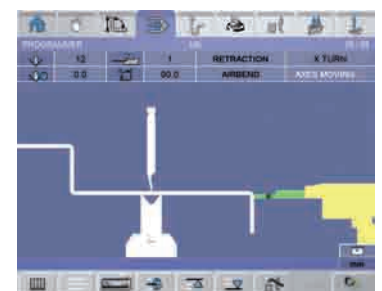 PROGRAMMER
12 1 RETRACTION X TURN
0.0 90.0 AIRBEND AXES MOVING